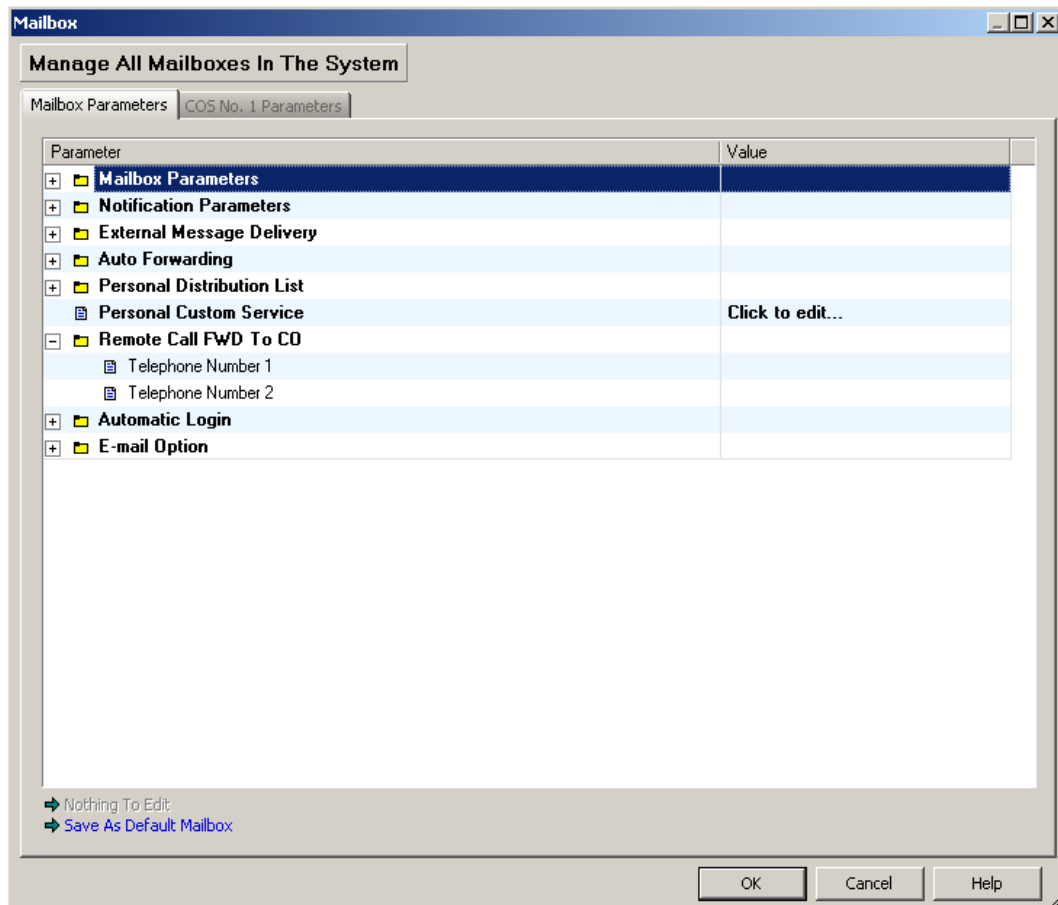 Mailbox
Manage All Mailboxes In The System
Mailbox Parameters COS No. 1 Parameters
Parameter Value
Mailbox Parameters
Notification Parameters
External Message Delivery
Auto Forwarding
Personal Distribution List
Personal Custom Service Click to edit...
Remote Call FWD To CO
Telephone Number 1
Telephone Number 2
Automatic Login
E-mail Option
Nothing To Edit
Save As Default Mailbox
OK Cancel Help